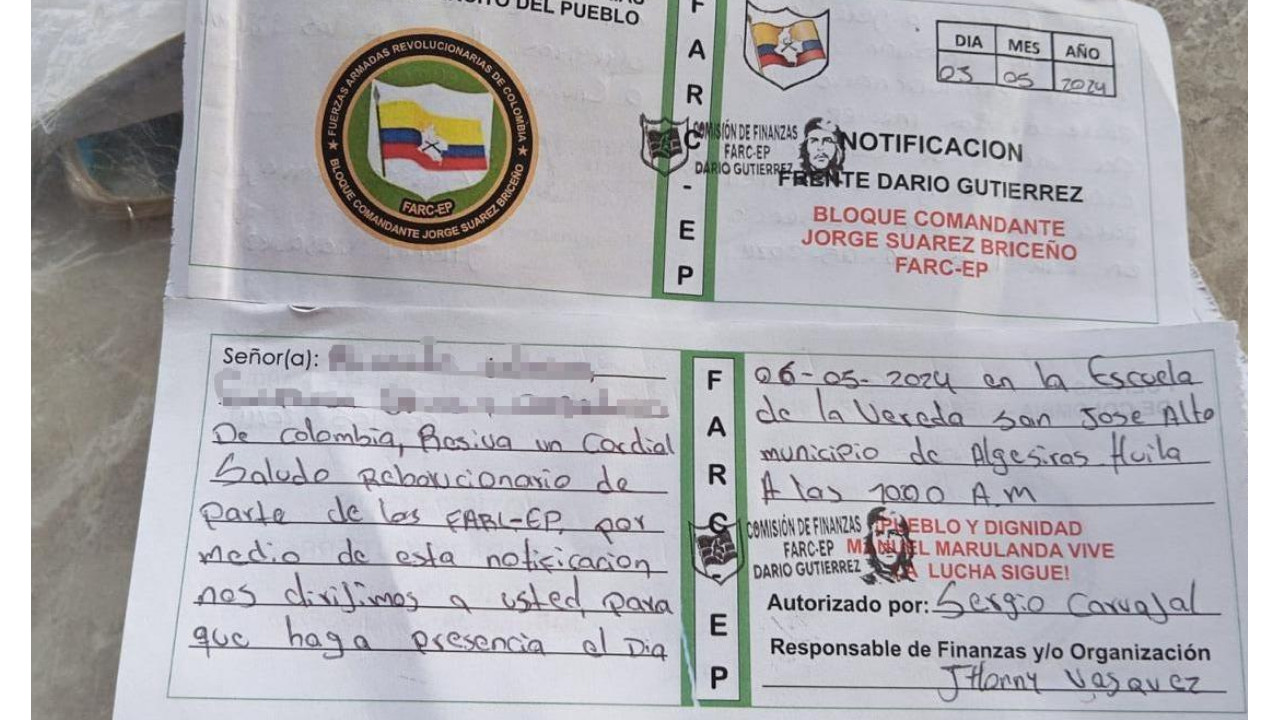 DEL PUEBLO
★ FUERZAS ARMADAS REVOLUCIONARIAS DE COLOMBIA ★
FARC-EP
BLOQUE COMANDANTE JORGE SUAREZ BRICEÑO
F
A
R
C
-
E
P
DIA MES AÑO
03 05 2024
COMISIÓN DE FINANZAS
FARC-EP
DARIO GUTIERREZ
NOTIFICACION
FRENTE DARIO GUTIERREZ
BLOQUE COMANDANTE
JORGE SUAREZ BRICEÑO
FARC-EP
Señor(a):
De Colombia, Rasiva un Cordial
Saludo Reboucionario de
parte de las FARC-EP, por
medio de esta notificacion
nos dirijimos a usted, para
que haga presencia el Dia
F
A
R
C
-
E
P
06-05-2024 en la Escuela
de la Vereda San Jose Alto
municipio de Algesiras Huila
A las 1000 A.M
COMISIÓN DE FINANZAS
FARC-EP
DARIO GUTIERREZ
¡PUEBLO Y DIGNIDAD
MANUEL MARULANDA VIVE
LA LUCHA SIGUE!
Autorizado por: Sergio Carvajal
Responsable de Finanzas y/o Organización
JHonny Vasquez